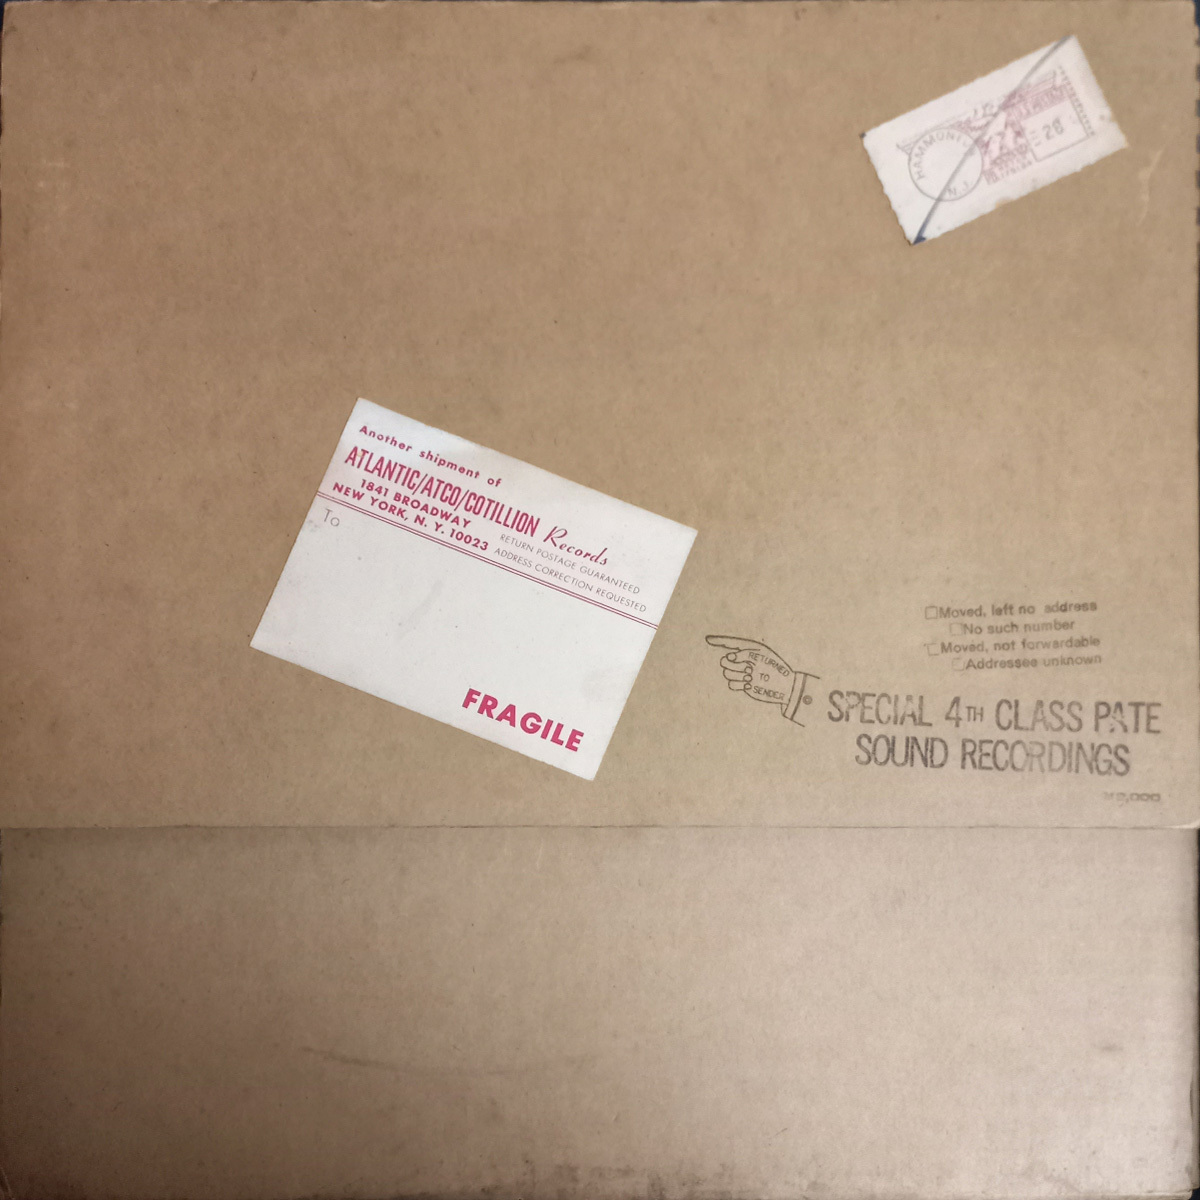 HAMMONT
N.J.
28
Another shipment of
ATLANTIC/ATCO/COTILLION Records
1841 BROADWAY
NEW YORK, N. Y. 10023
RETURN POSTAGE GUARANTEED
ADDRESS CORRECTION REQUESTED
To
FRAGILE
Moved, left no address
No such number
Moved, not forwardable
Addressee unknown
RETURNED
TO
SENDER
SPECIAL 4TH CLASS PATE
SOUND RECORDINGS